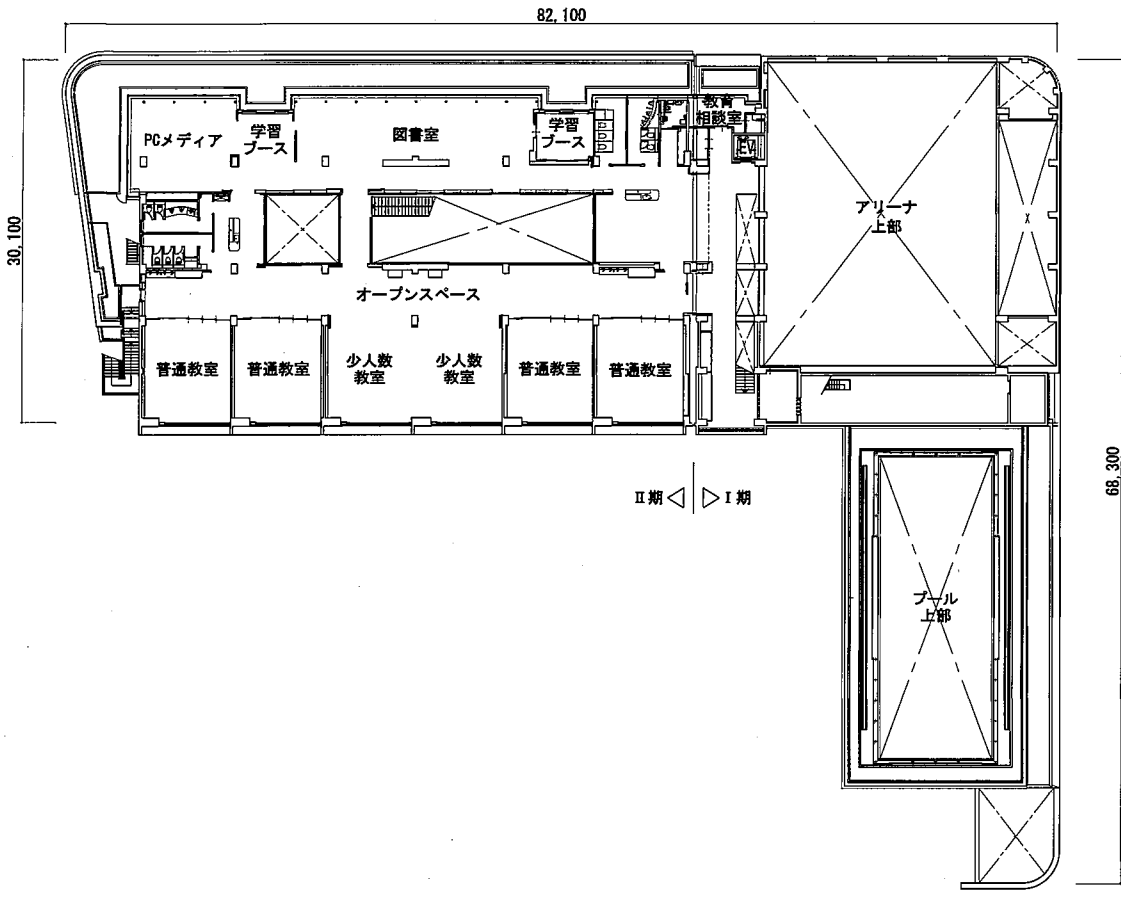 82,100
30,100
68,300
PCメディア
学習
ブース
図書室
学習
ブース
教育
相談室
EV
アリーナ
上部
オープンスペース
普通教室
普通教室
少人数
教室
少人数
教室
普通教室
普通教室
Ⅱ期
Ⅰ期
プール
上部